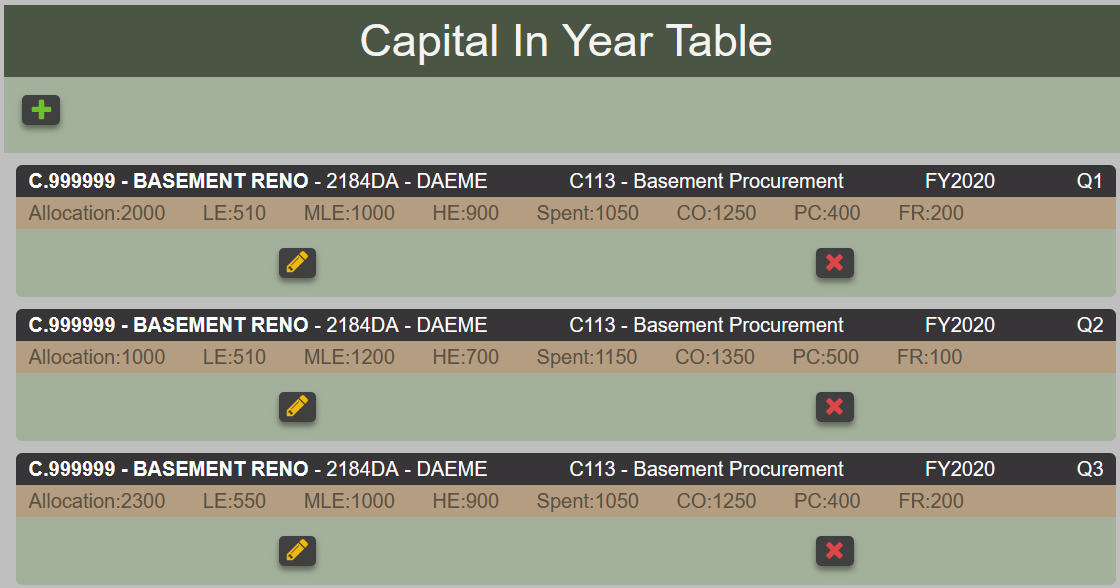 Capital In Year Table
C.999999 - BASEMENT RENO - 2184DA - DAEME C113 - Basement Procurement FY2020 Q1
Allocation:2000 LE:510 MLE:1000 HE:900 Spent:1050 CO:1250 PC:400 FR:200
C.999999 - BASEMENT RENO - 2184DA - DAEME C113 - Basement Procurement FY2020 Q2
Allocation:1000 LE:510 MLE:1200 HE:700 Spent:1150 CO:1350 PC:500 FR:100
C.999999 - BASEMENT RENO - 2184DA - DAEME C113 - Basement Procurement FY2020 Q3
Allocation:2300 LE:550 MLE:1000 HE:900 Spent:1050 CO:1250 PC:400 FR:200